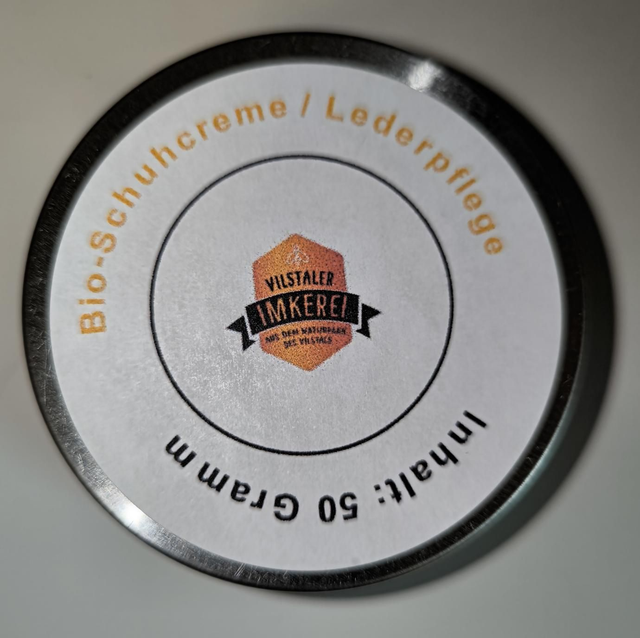 Bio-Schuhcreme / Lederpflege
VILSTALER
IMKEREI
AUS DEM NATURPARK
DES VILSTALS
Inhalt: 50 Gramm